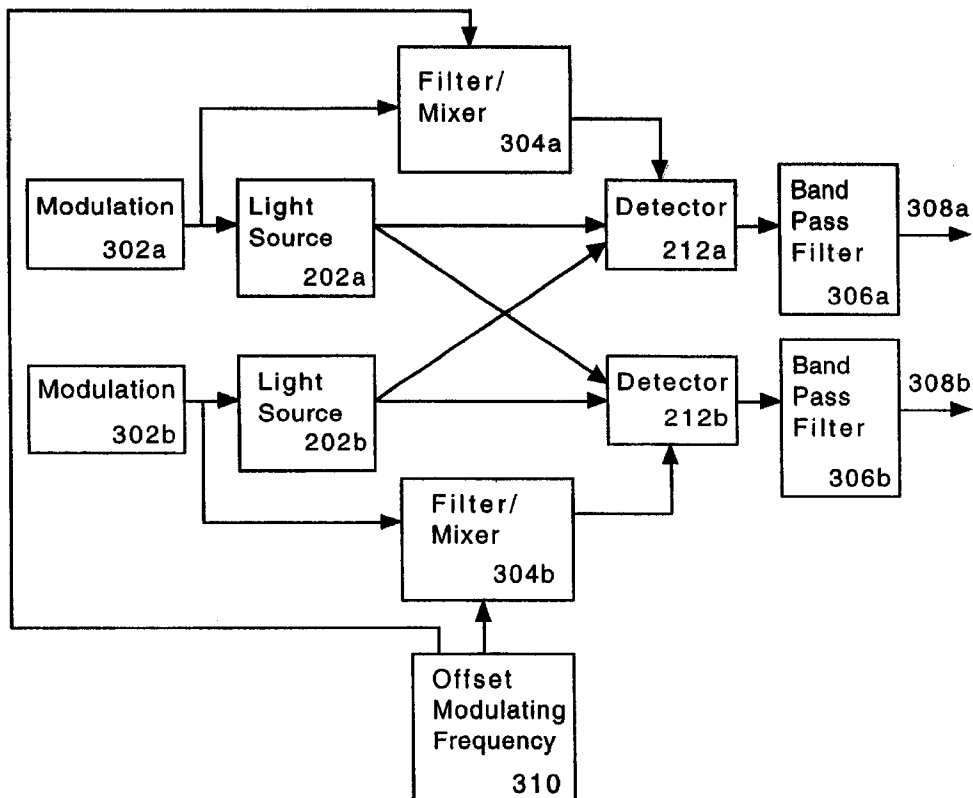 Filter/
Mixer
304a
Modulation
302a
Light
Source
202a
Detector
212a
Band
Pass
Filter
306a
308a
Modulation
302b
Light
Source
202b
Detector
212b
Band
Pass
Filter
306b
308b
Filter/
Mixer
304b
Offset
Modulating
Frequency
310